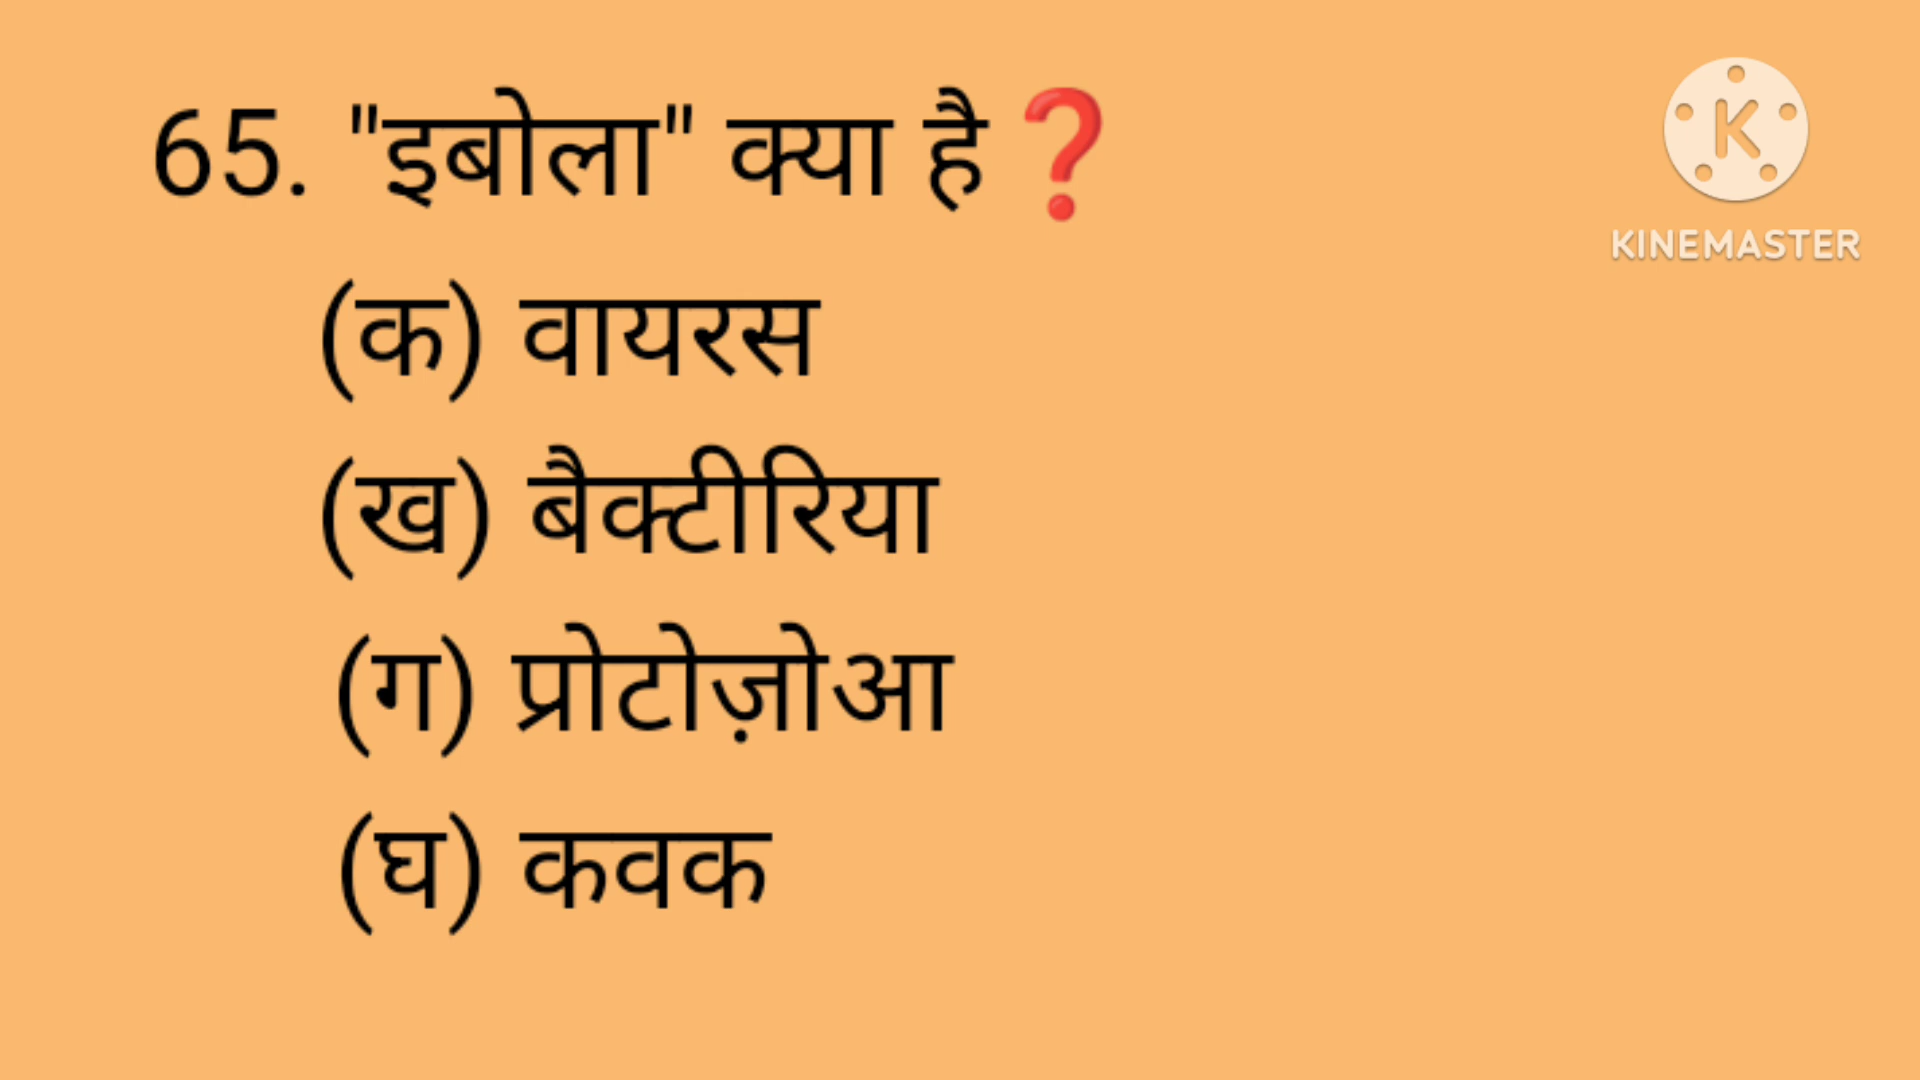 65. "इबोला" क्या है❓
(क) वायरस
(ख) बैक्टीरिया
(ग) प्रोटोज़ोआ
(घ) कवक
K
KINEMASTER